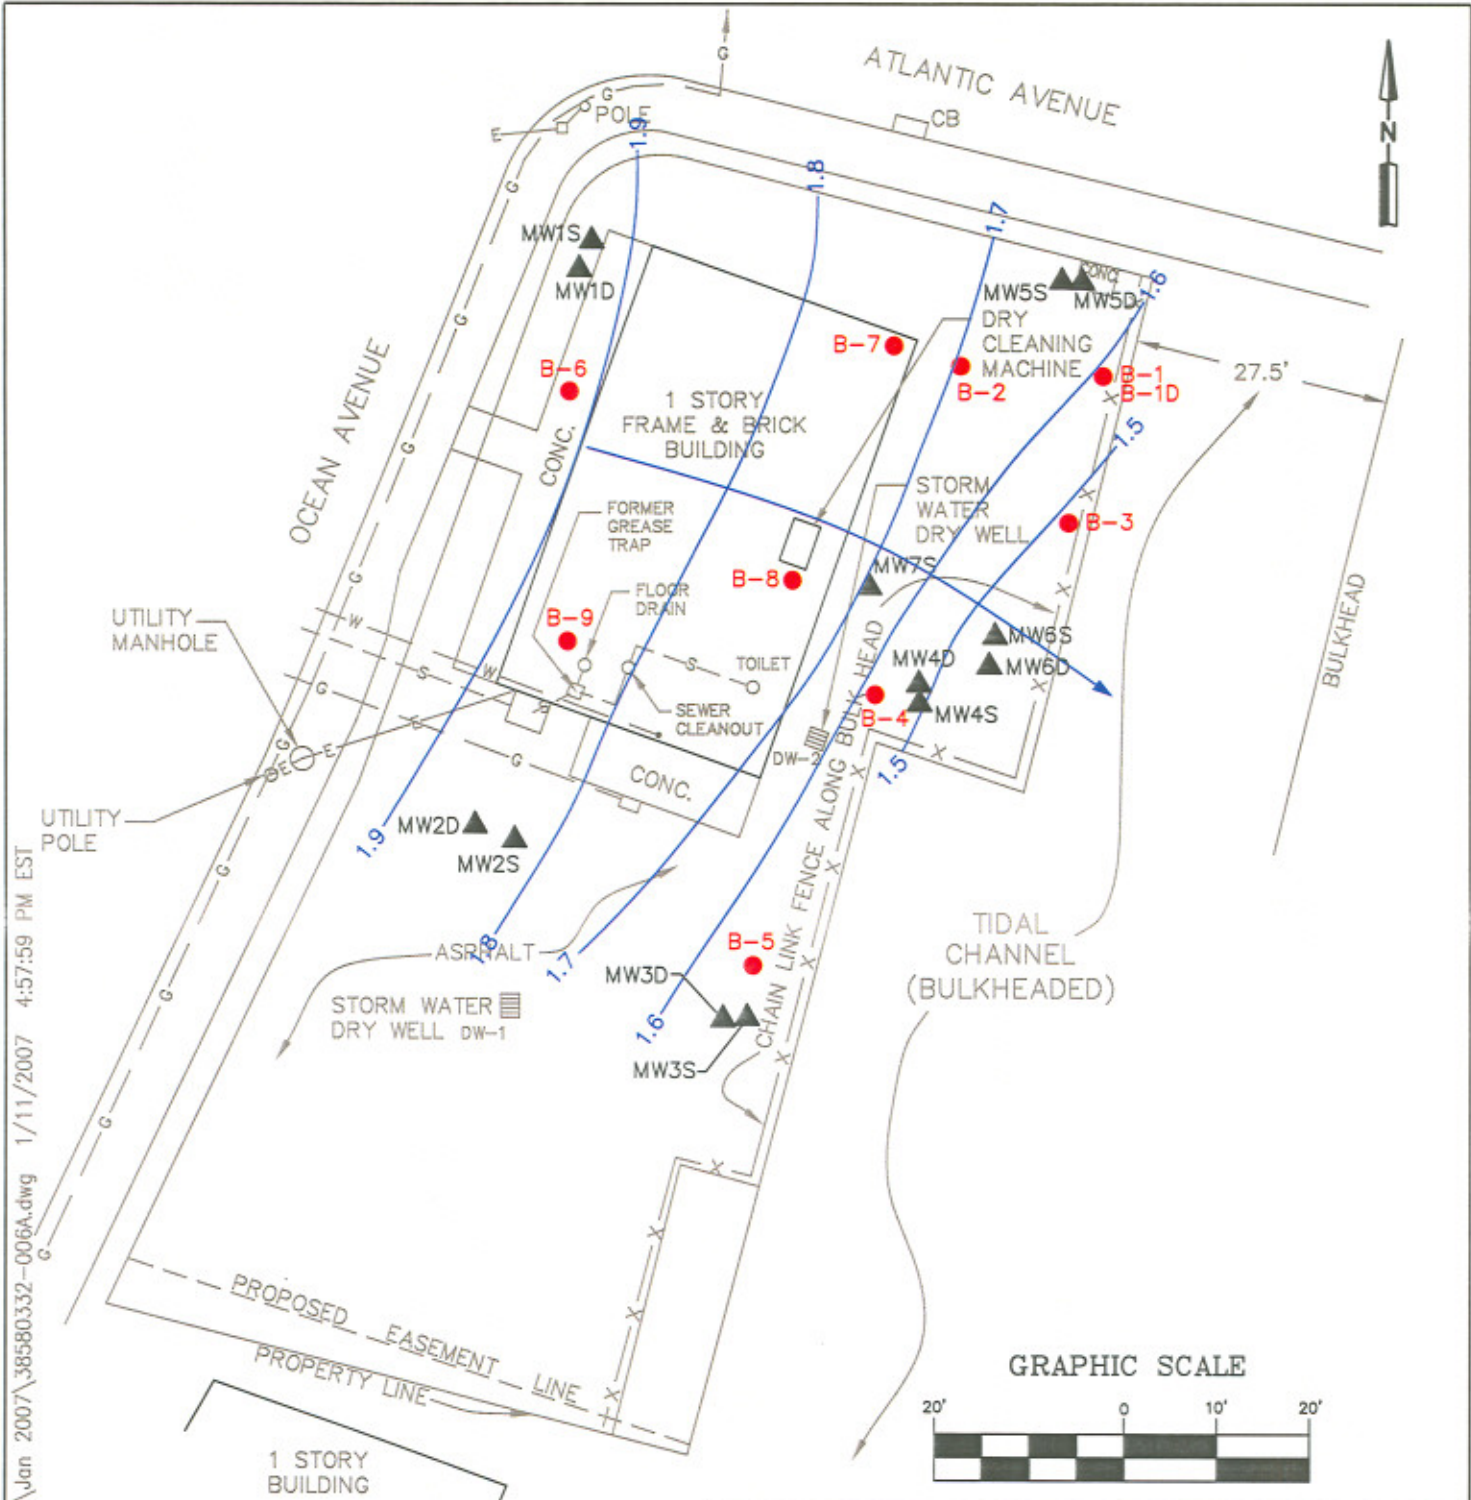 ATLANTIC AVENUE
G
G
POLE
E
CB
N
1.9
1.8
1.7
1.6
G
MW1S
MW1D
MW5S
CONC.
MW5D
DRY
CLEANING
MACHINE
B-7
B-2
B-1
B-1D
27.5'
B-6
1 STORY
FRAME & BRICK
BUILDING
G
OCEAN AVENUE
CONC.
1.5
G
G
STORM
WATER
DRY WELL
X
X
B-3
FORMER
GREASE
TRAP
B-8
MW7S
FLOOR
DRAIN
X
G
UTILITY
MANHOLE
W
B-9
BULKHEAD
MW6S
MW6D
MW4D
MW4S
TOILET
S
S
W
G
X
SEWER
CLEANOUT
B-4
G
E
E
G
DW-2
CONC.
X
X
1.5
UTILITY
POLE
MW2D
MW2S
1.9
CHAIN LINK FENCE ALONG BULK HEAD
X
G
ASPHALT
1.8
1.7
B-5
MW3D
X
TIDAL
CHANNEL
(BULKHEADED)
G
STORM WATER
DRY WELL DW-1
1.6
MW3S
X
G
X
X
G
X
PROPOSED EASEMENT LINE
PROPERTY LINE
X
1 STORY
BUILDING
GRAPHIC SCALE
20' 0 10' 20'
\Jan 2007\38580332-006A.dwg 1/11/2007 4:57:59 PM EST